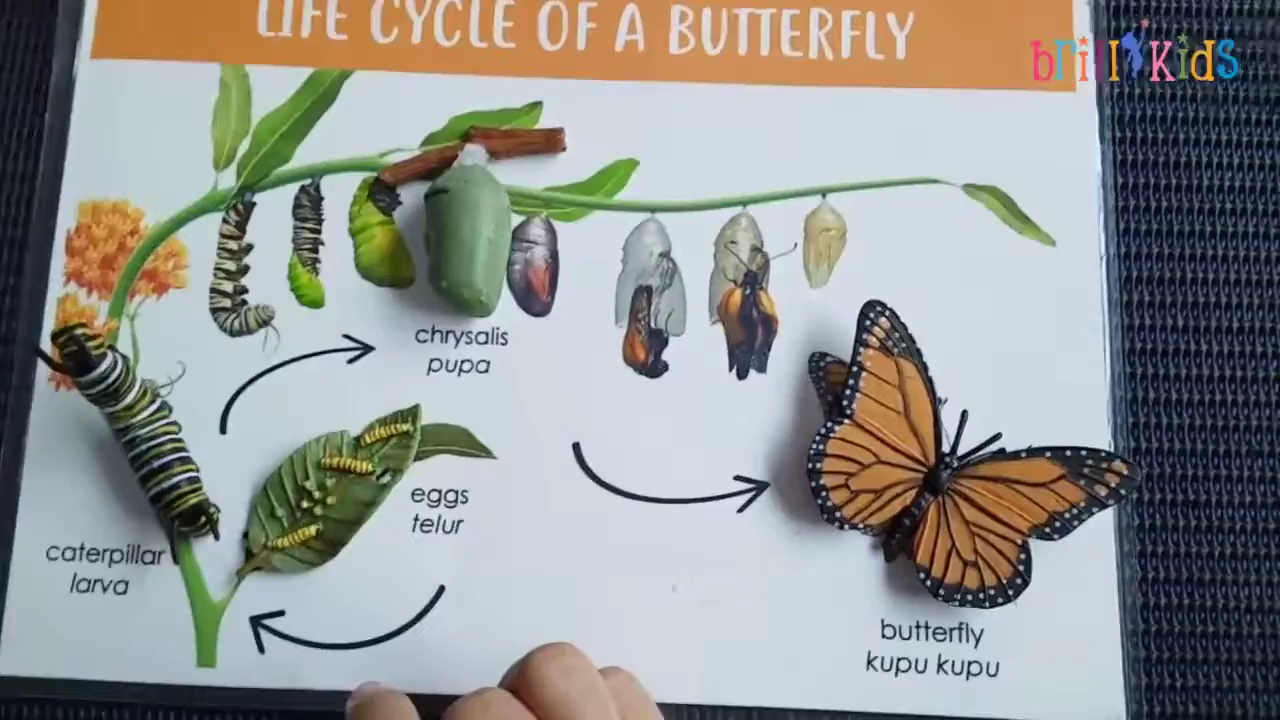 LIFE CYCLE OF A BUTTERFLY
brillkids
chrysalis
pupa
eggs
telur
caterpillar
larva
butterfly
kupu kupu